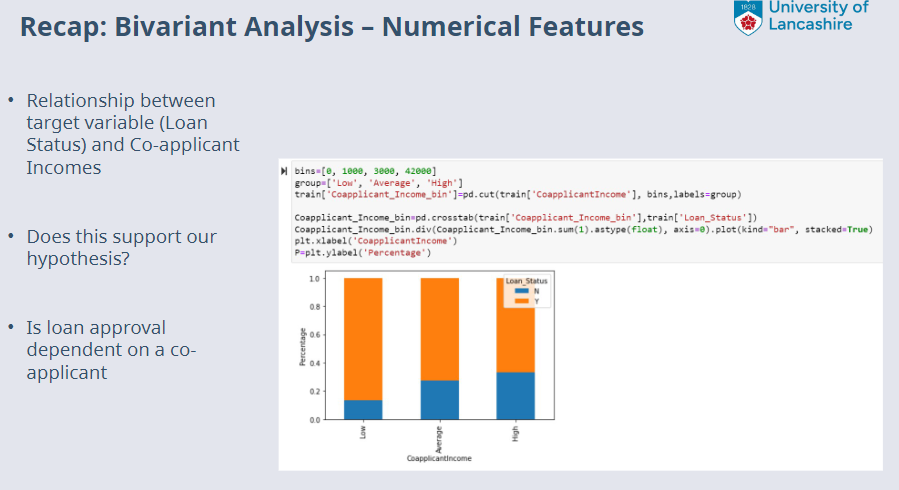 Recap: Bivariant Analysis – Numerical Features
1828
University of
Lancashire
• Relationship between
target variable (Loan
Status) and Co-applicant
Incomes
• Does this support our
hypothesis?
• Is loan approval
dependent on a co-
applicant
bins=[0, 1000, 3000, 42000]
group=['Low', 'Average', 'High']
train['Coapplicant_Income_bin']=pd.cut(train['CoapplicantIncome'], bins,labels=group)
Coapplicant_Income_bin=pd.crosstab(train['Coapplicant_Income_bin'],train['Loan_Status'])
Coapplicant_Income_bin.div(Coapplicant_Income_bin.sum(1).astype(float), axis=0).plot(kind="bar", stacked=True)
plt.xlabel('CoapplicantIncome')
P=plt.ylabel('Percentage')
Loan_Status
N
Y
1.0
0.8
0.6
0.4
0.2
0.0
Percentage
Low
Average
High
CoapplicantIncome